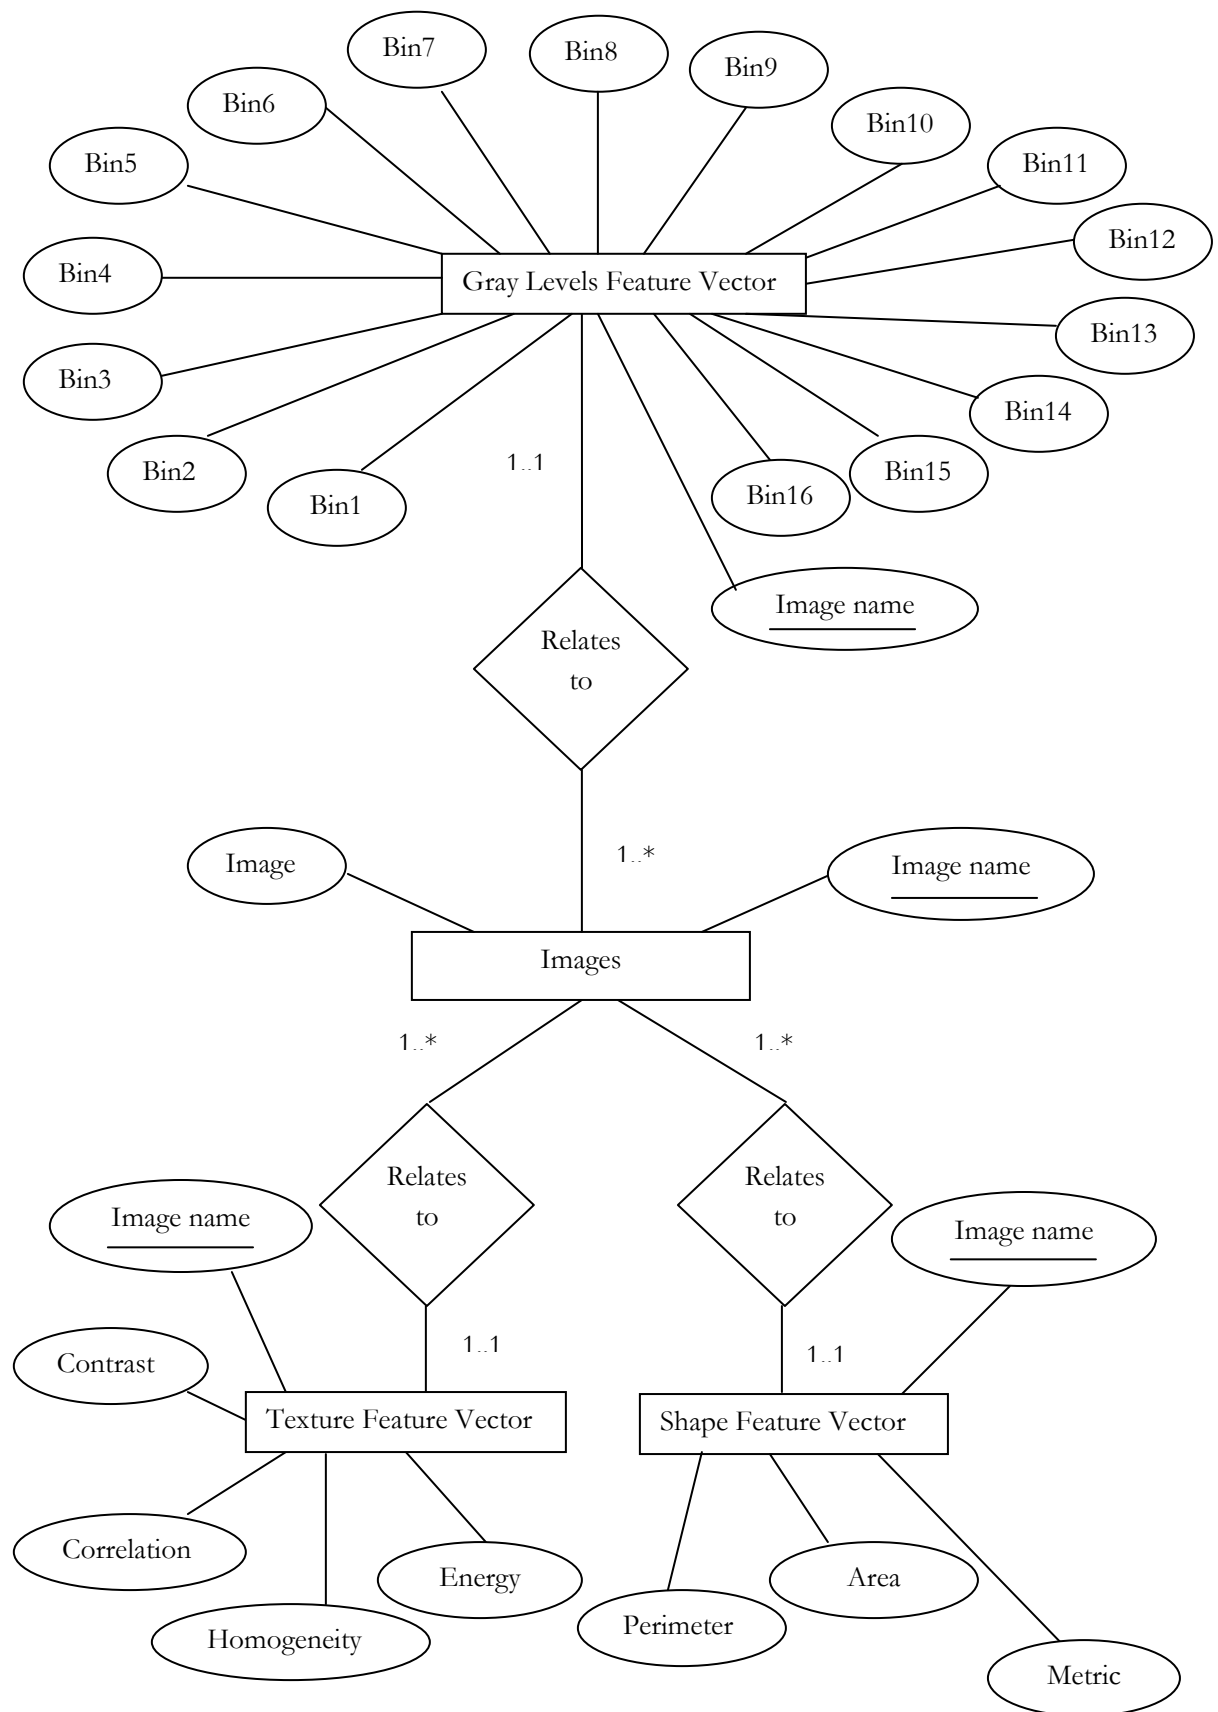 Bin7
Bin8
Bin9
Bin6
Bin10
Bin5
Bin11
Bin12
Bin4
Gray Levels Feature Vector
Bin13
Bin3
Bin14
Bin2
1..1
Bin15
Bin1
Bin16
Image name
Relates
to
Image
1..*
Image name
Images
1..*
1..*
Relates
to
Relates
to
Image name
Image name
1..1
1..1
Contrast
Texture Feature Vector
Shape Feature Vector
Correlation
Energy
Area
Homogeneity
Perimeter
Metric